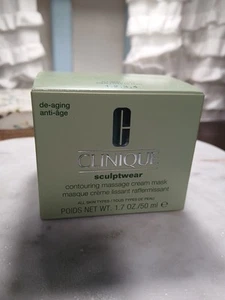 de-aging
anti-âge
CLINIQUE
sculptwear
contouring massage cream mask
masque crème lissant raffermissant
ALL SKIN TYPES / TOUS TYPES DE PEAU
POIDS NET WT. 1.7 OZ/50 mL ℮